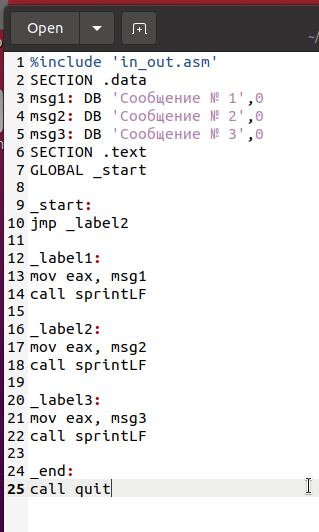 Open
~/
1 %include 'in_out.asm'
2 SECTION .data
3 msg1: DB 'Сообщение № 1',0
4 msg2: DB 'Сообщение № 2',0
5 msg3: DB 'Сообщение № 3',0
6 SECTION .text
7 GLOBAL _start
8
9 _start:
10 jmp _label2
11
12 _label1:
13 mov eax, msg1
14 call sprintLF
15
16 _label2:
17 mov eax, msg2
18 call sprintLF
19
20 _label3:
21 mov eax, msg3
22 call sprintLF
23
24 _end:
25 call quit